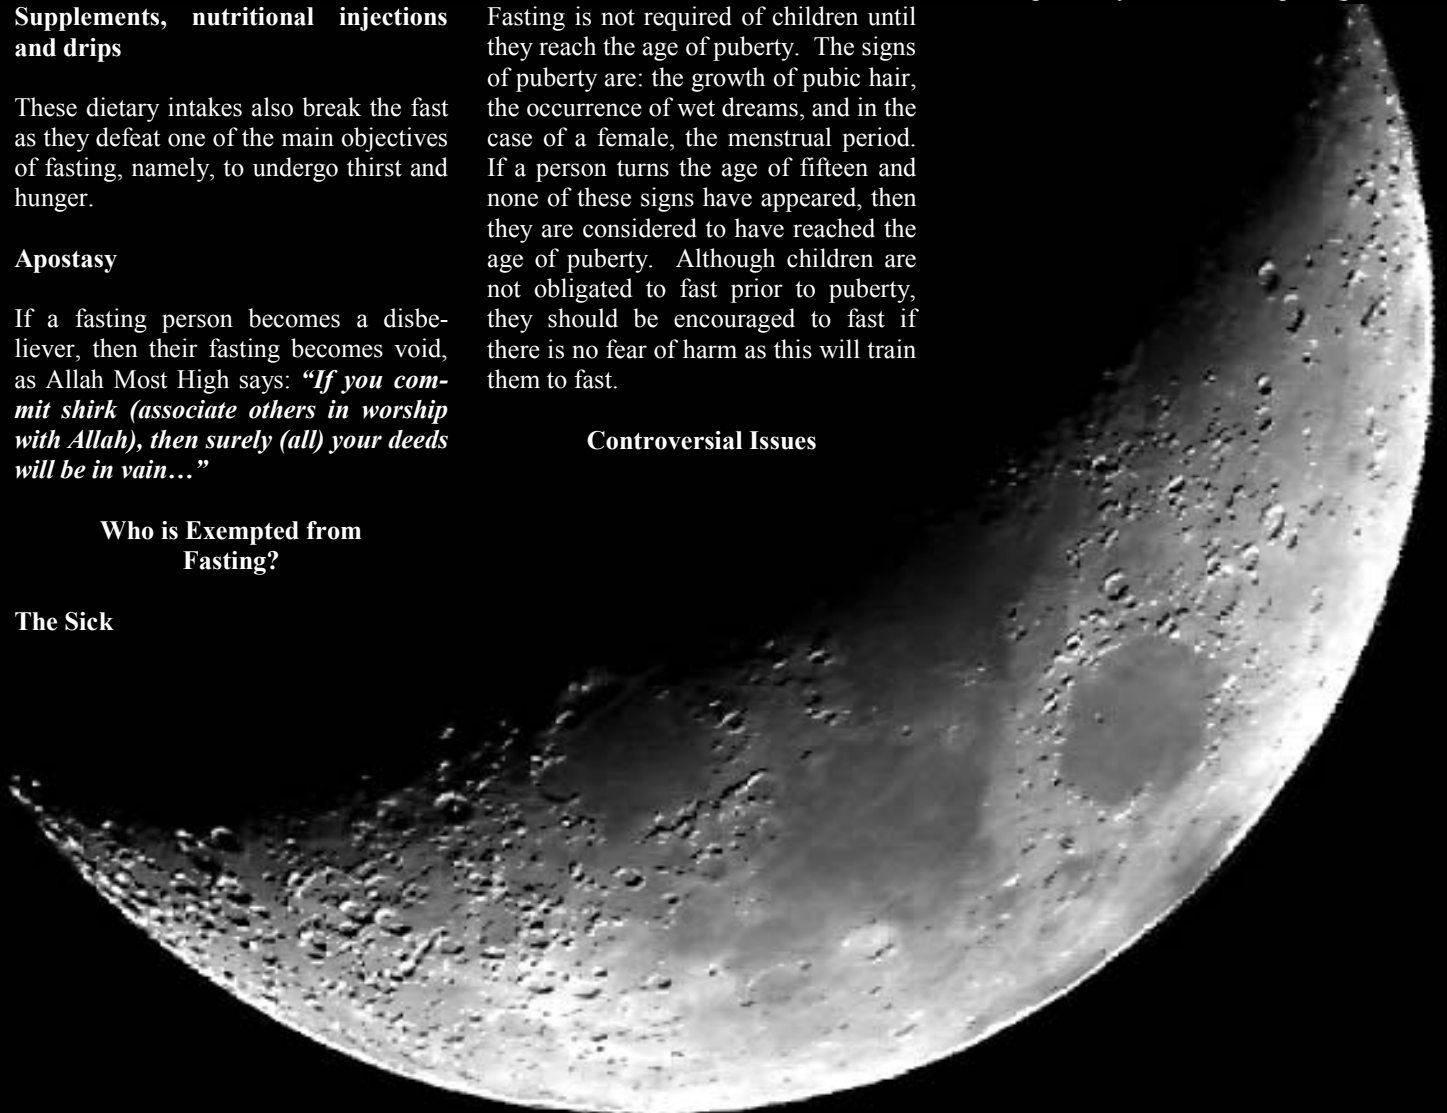 Supplements, nutritional injections
and drips
These dietary intakes also break the fast
as they defeat one of the main objectives
of fasting, namely, to undergo thirst and
hunger.
Apostasy
If a fasting person becomes a disbe-
liever, then their fasting becomes void,
as Allah Most High says: “If you com-
mit shirk (associate others in worship
with Allah), then surely (all) your deeds
will be in vain…”
Who is Exempted from
Fasting?
The Sick
Fasting is not required of children until
they reach the age of puberty. The signs
of puberty are: the growth of pubic hair,
the occurrence of wet dreams, and in the
case of a female, the menstrual period.
If a person turns the age of fifteen and
none of these signs have appeared, then
they are considered to have reached the
age of puberty. Although children are
not obligated to fast prior to puberty,
they should be encouraged to fast if
there is no fear of harm as this will train
them to fast.
Controversial Issues